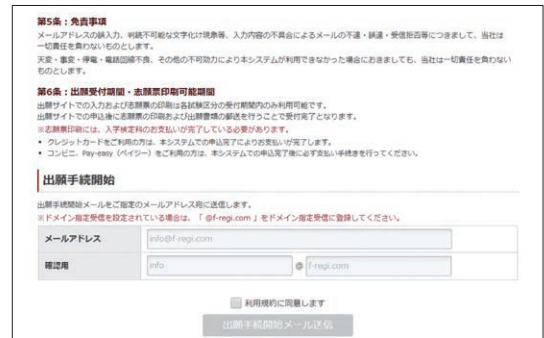 第5条：免責事項
メールアドレスの誤入力、判読不可能な文字化け現象等、入力内容の不具合によるメールの不達・誤達・受信拒否等につきまして、当社は
一切責任を負わないものとします。
天変・事変・停電・電話回線不良、その他の不可効力により本システムが利用できなかった場合におきましても、当社は一切責任を負わない
ものとします。
第6条：出願受付期間・志願票印刷可能期間
出願サイトでの入力および志願票の印刷は各試験区分の受付期間内のみ利用可能です。
出願サイトでの申込後に志願票の印刷および出願書類の郵送を行うことで受付完了となります。
※志願票印刷には、入学検定料のお支払いが完了している必要があります。
• クレジットカードをご利用の方は、本システムでの申込完了によりお支払いが完了します。
• コンビニ、Pay-easy（ペイジー）をご利用の方は、本システムでの申込完了後に必ず支払い手続きを行ってください。
出願手続開始
出願手続開始メールをご指定のメールアドレス宛に送信します。
※ドメイン指定受信を設定されている場合は、「 @f-regi.com 」をドメイン指定受信に登録してください。
メールアドレス info@f-regi.com
確認用 info @ f-regi.com
利用規約に同意します
出願手続開始メール送信